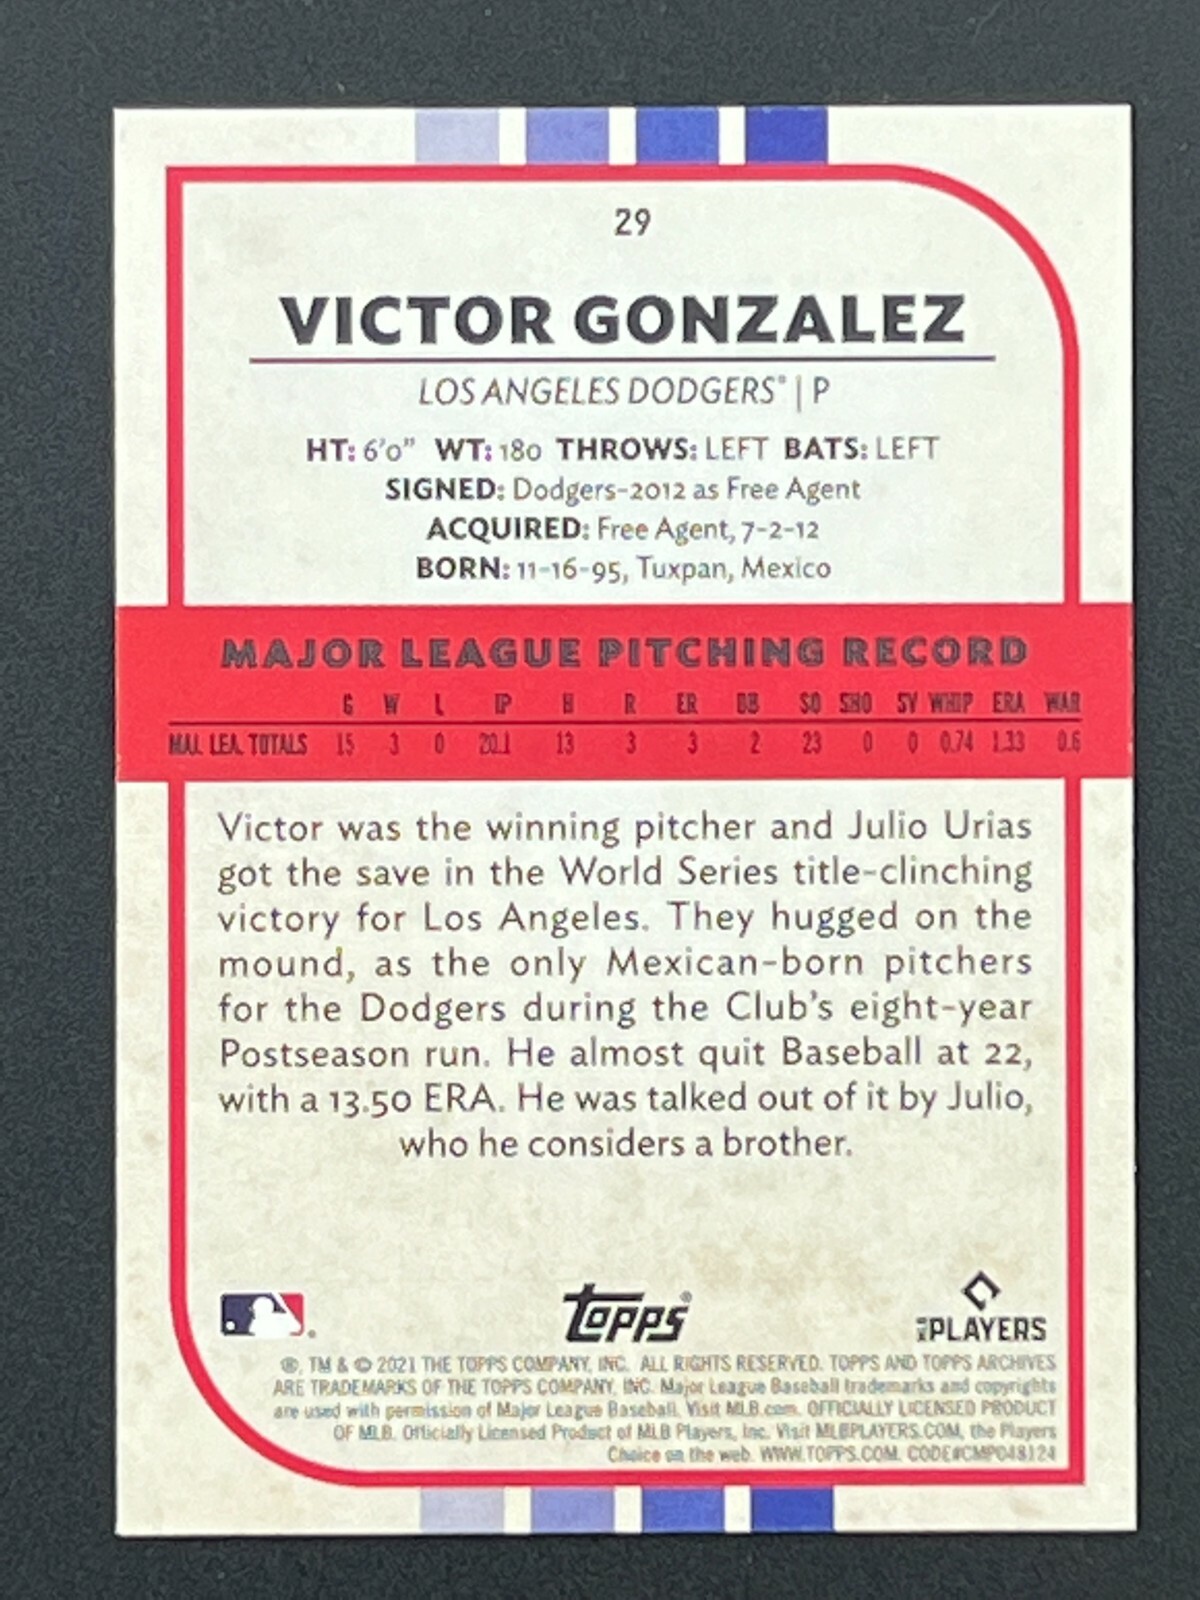 29
VICTOR GONZALEZ
LOS ANGELES DODGERS® | P
HT: 6'0" WT: 180 THROWS: LEFT BATS: LEFT
SIGNED: Dodgers-2012 as Free Agent
ACQUIRED: Free Agent, 7-2-12
BORN: 11-16-95, Tuxpan, Mexico
MAJOR LEAGUE PITCHING RECORD
G W L IP H R ER BB SO SHO SV WHIP ERA WAR
MAJ. LEA. TOTALS 15 3 0 20.1 13 3 3 2 23 0 0 0.74 1.33 0.6
Victor was the winning pitcher and Julio Urias
got the save in the World Series title-clinching
victory for Los Angeles. They hugged on the
mound, as the only Mexican-born pitchers
for the Dodgers during the Club's eight-year
Postseason run. He almost quit Baseball at 22,
with a 13.50 ERA. He was talked out of it by Julio,
who he considers a brother.
Topps®
MLB PLAYERS
®, TM & © 2021 THE TOPPS COMPANY, INC. ALL RIGHTS RESERVED. TOPPS AND TOPPS ARCHIVES
ARE TRADEMARKS OF THE TOPPS COMPANY, INC. Major League Baseball trademarks and copyrights
are used with permission of Major League Baseball. Visit MLB.com. OFFICIALLY LICENSED PRODUCT
OF MLB. Officially Licensed Product of MLB Players, Inc. Visit MLBPLAYERS.COM, the Players
Choice on the web. WWW.TOPPS.COM. CODE#CMP048124